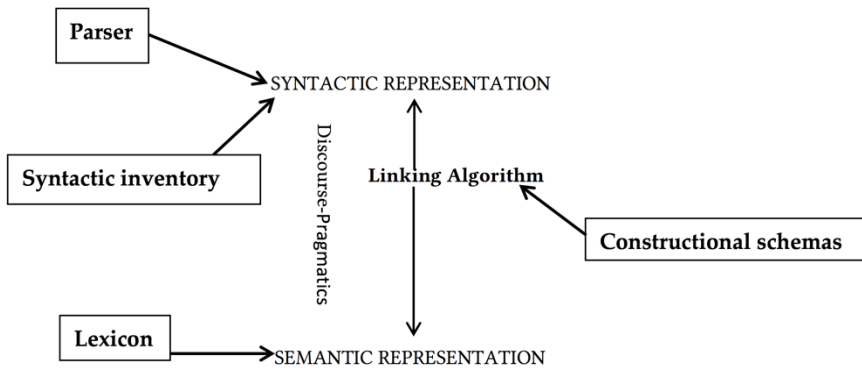 Parser
SYNTACTIC REPRESENTATION
Discourse-Pragmatics
Syntactic inventory
Linking Algorithm
Constructional schemas
Lexicon
SEMANTIC REPRESENTATION